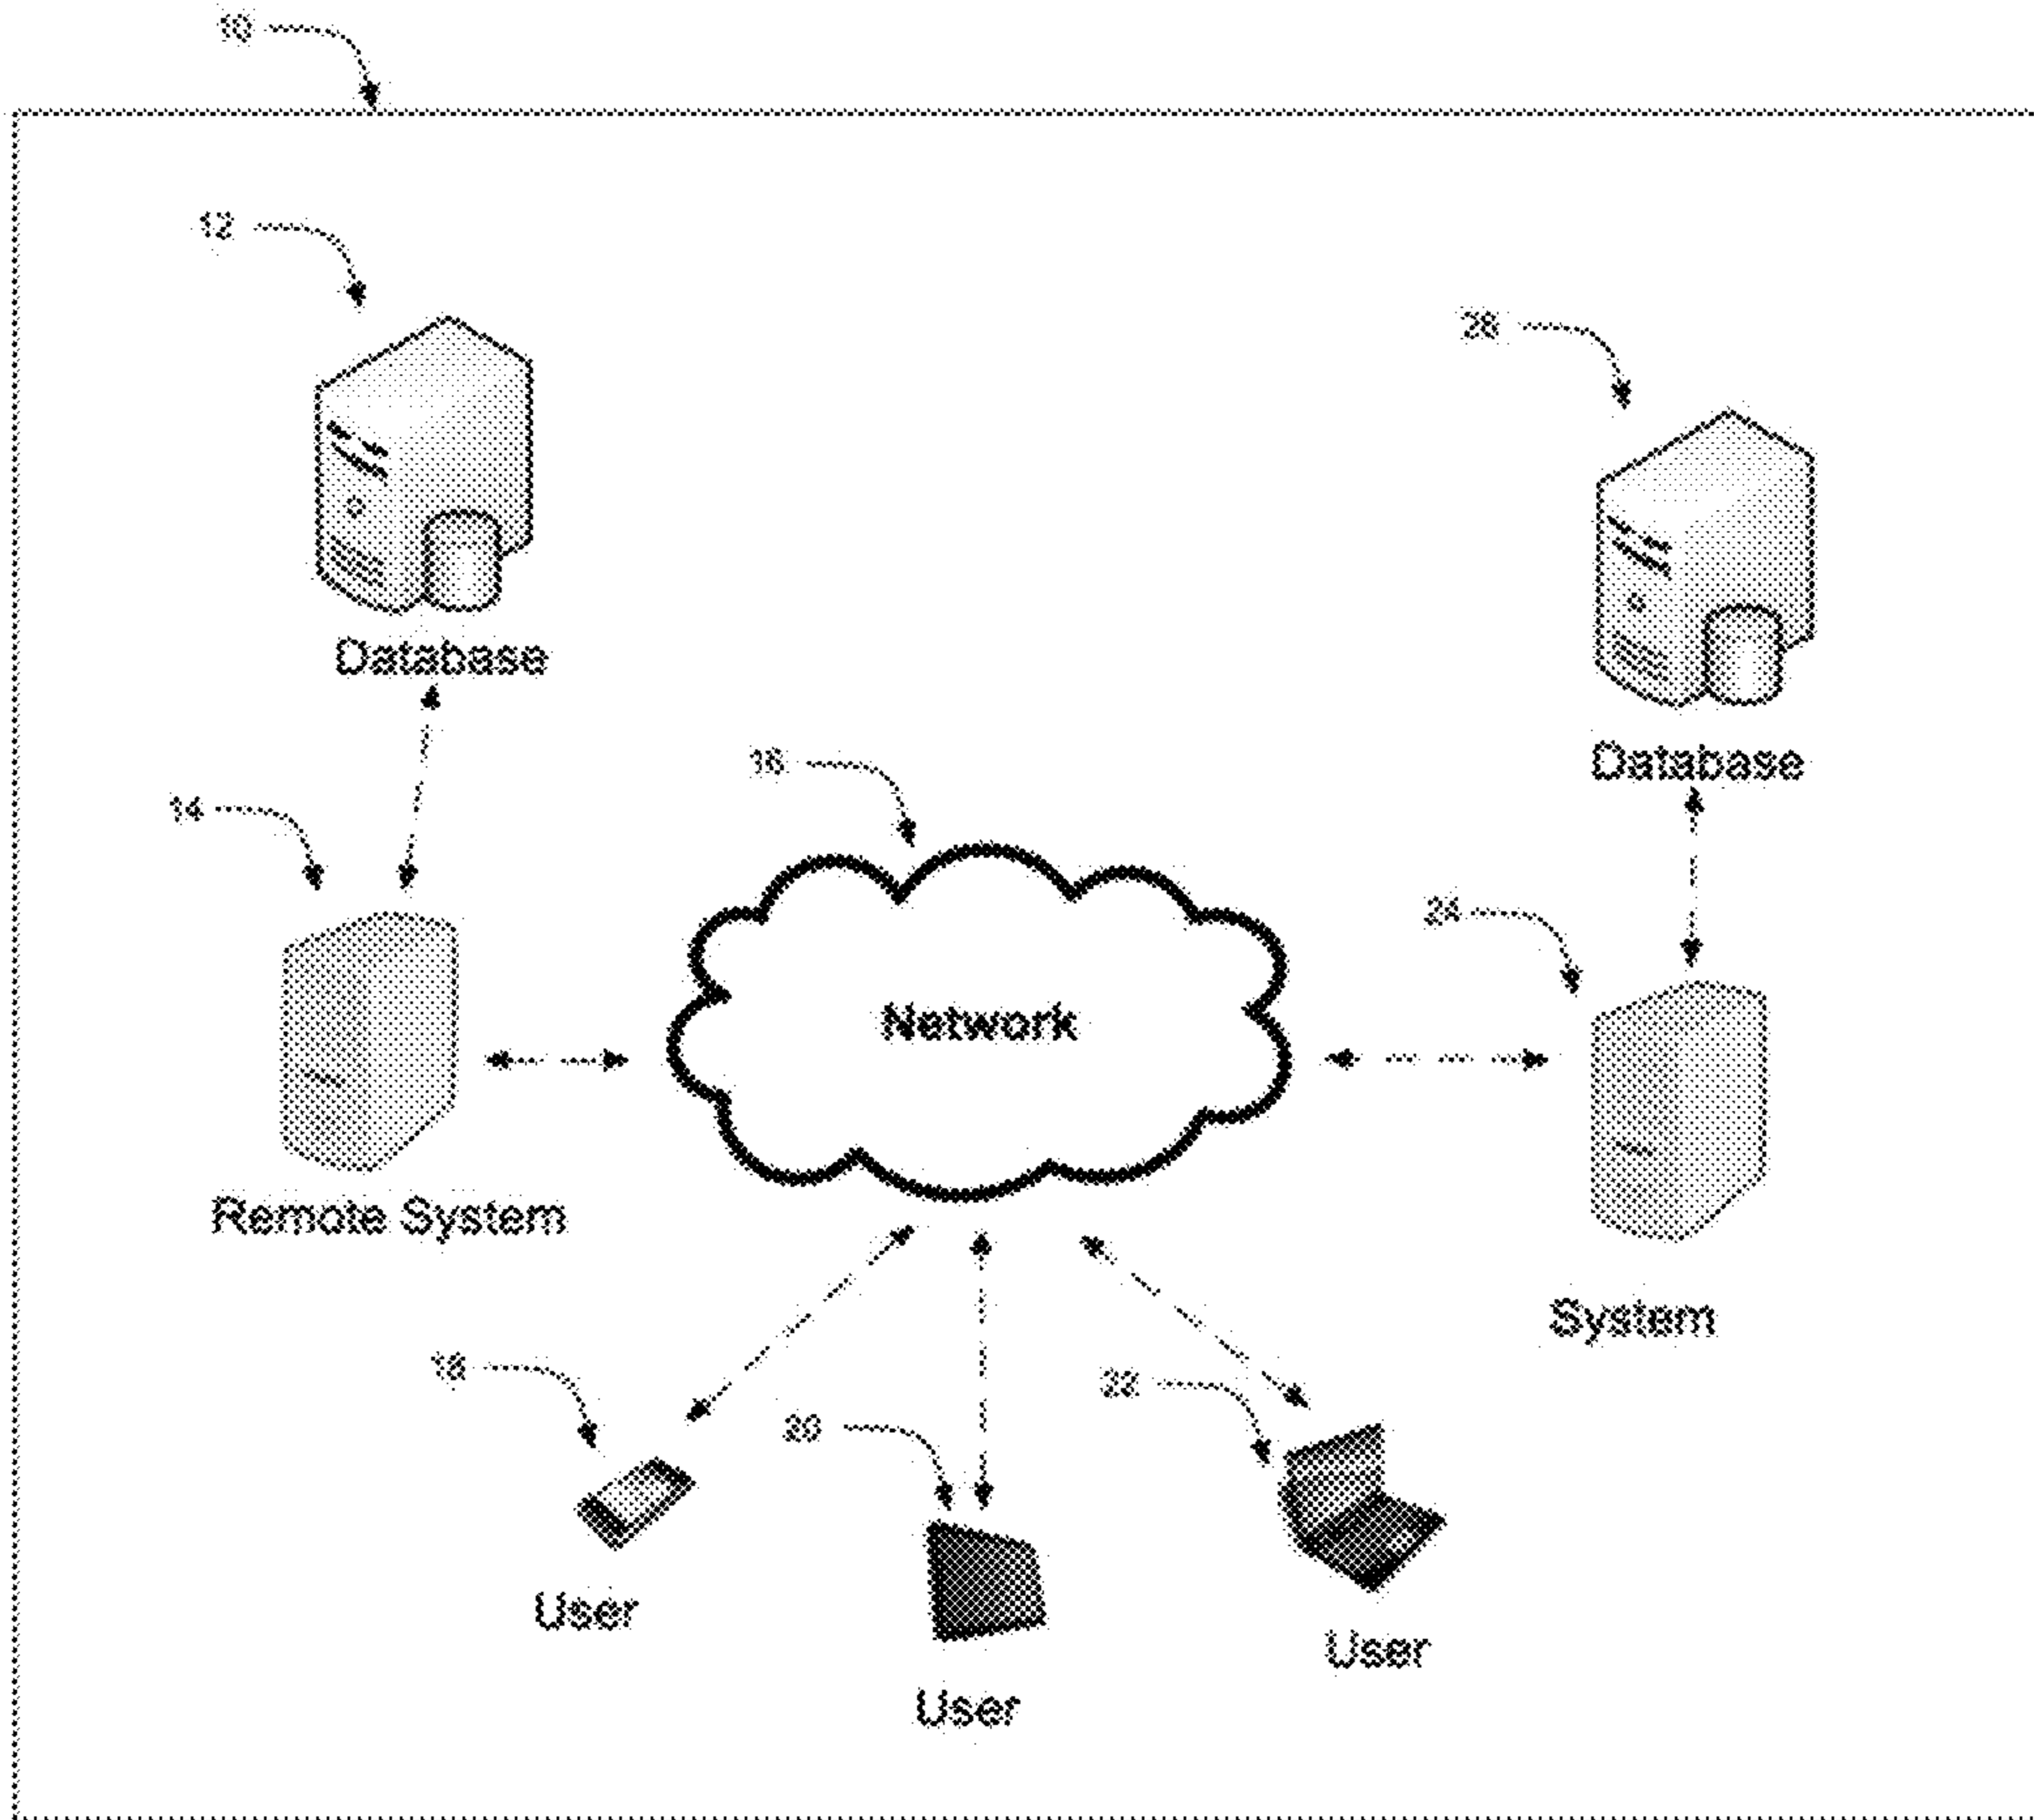 10
12
28
Database
Database
16
14
24
Network
Remote System
System
18
22
20
User
User
User